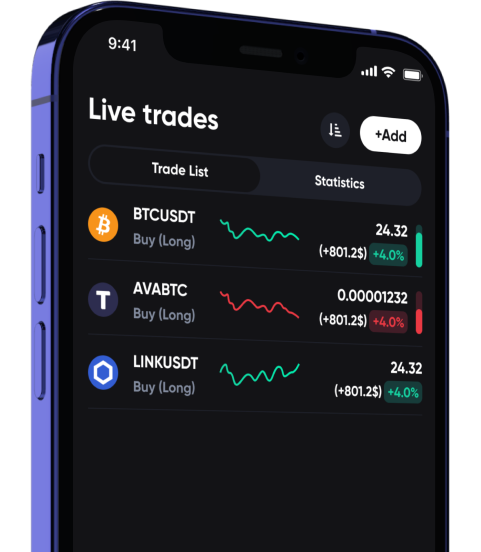 9:41
Live trades
+Add
Trade List
Statistics
BTCUSDT
24.32
Buy (Long)
(+801.2$) +4.0%
AVABTC
0.00001232
Buy (Long)
(+801.2$) +4.0%
LINKUSDT
24.32
Buy (Long)
(+801.2$) +4.0%